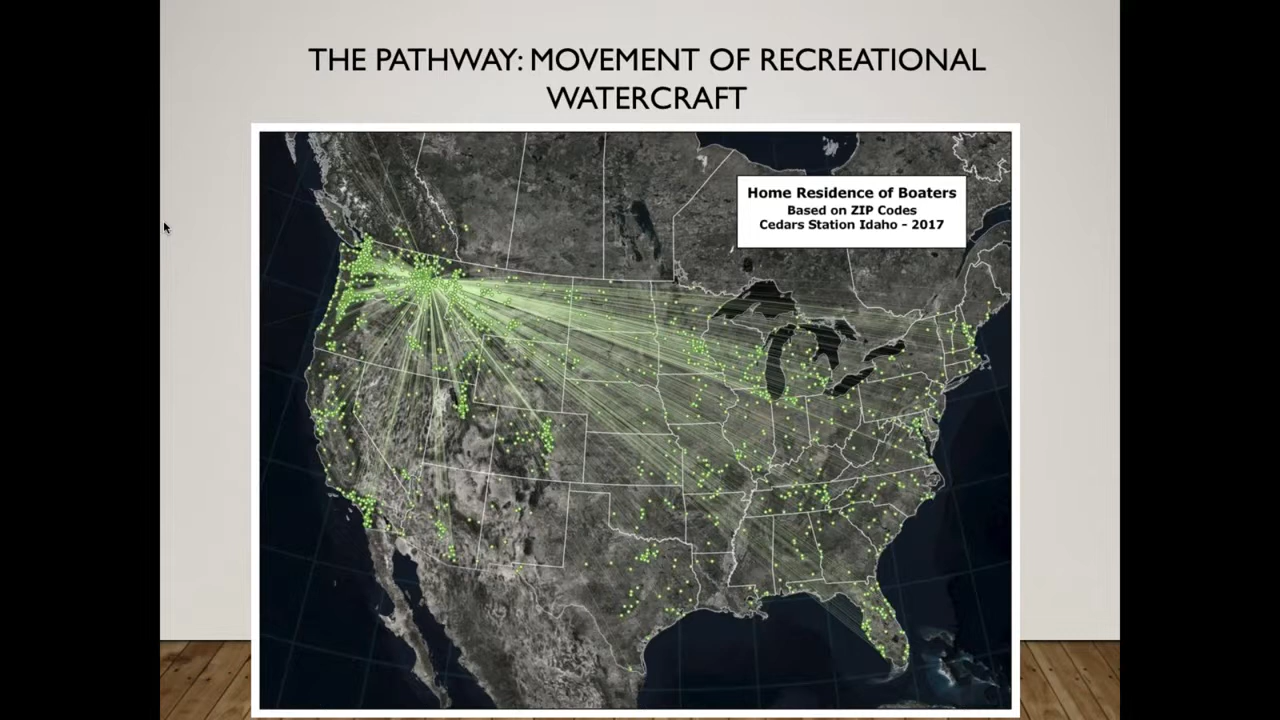 THE PATHWAY: MOVEMENT OF RECREATIONAL
WATERCRAFT
Home Residence of Boaters
Based on ZIP Codes
Cedars Station Idaho - 2017